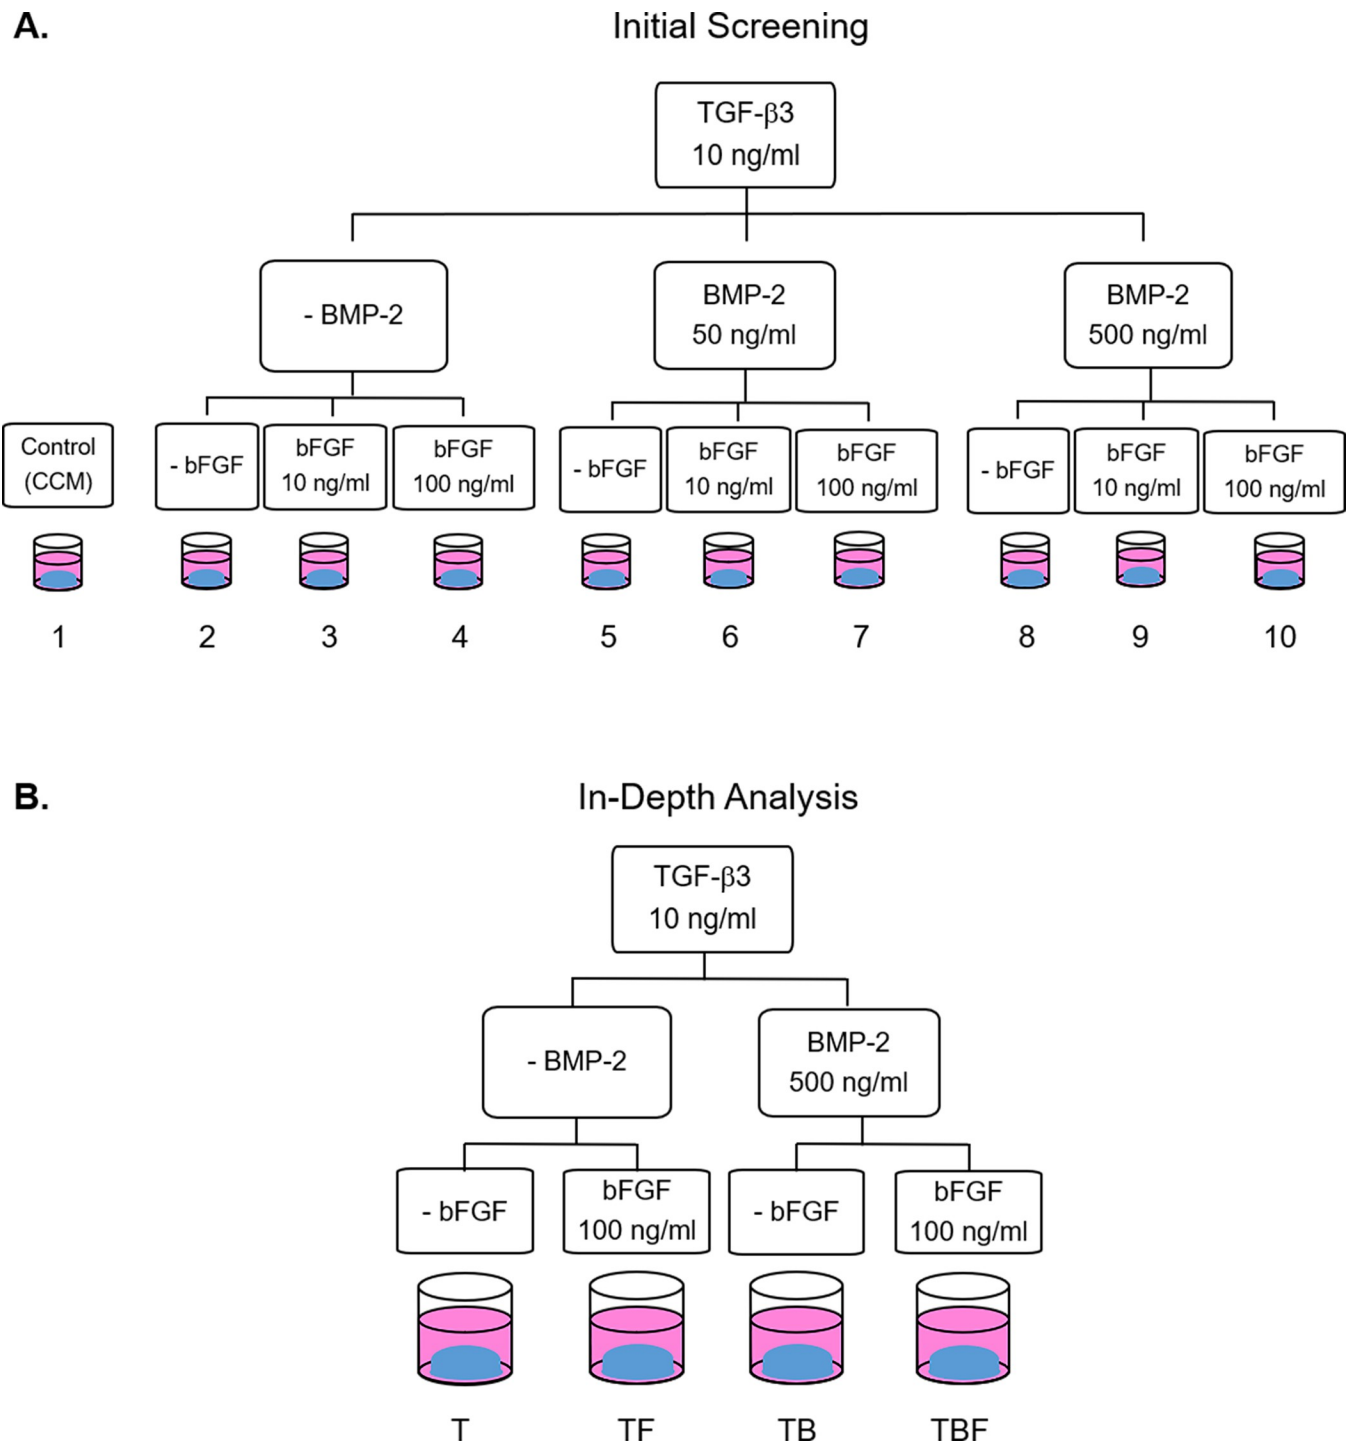 A.
Initial Screening
TGF-β3
10 ng/ml
- BMP-2
BMP-2
50 ng/ml
BMP-2
500 ng/ml
Control
(CCM)
- bFGF
bFGF
10 ng/ml
bFGF
100 ng/ml
- bFGF
bFGF
10 ng/ml
bFGF
100 ng/ml
- bFGF
bFGF
10 ng/ml
bFGF
100 ng/ml
1
2
3
4
5
6
7
8
9
10
B.
In-Depth Analysis
TGF-β3
10 ng/ml
- BMP-2
BMP-2
500 ng/ml
- bFGF
bFGF
100 ng/ml
- bFGF
bFGF
100 ng/ml
T
TF
TB
TBF